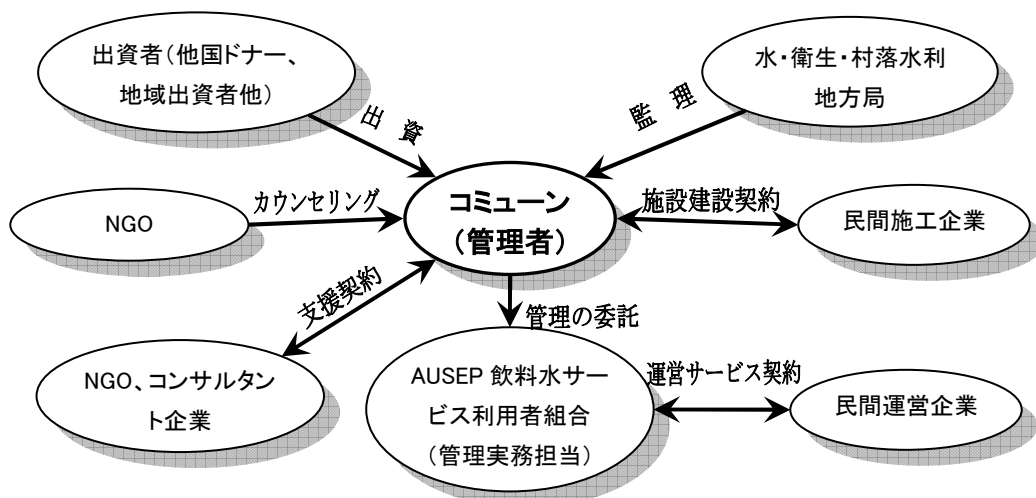 出資者（他国ドナー、
地域出資者他）
水・衛生・村落水利
地方局
出 資
監 理
NGO
カウンセリング
コミューン
（管理者）
施設建設契約
民間施工企業
支援契約
管理の委託
NGO、コンサルタン
ト企業
AUSEP 飲料水サー
ビス利用者組合
（管理実務担当）
運営サービス契約
民間運営企業